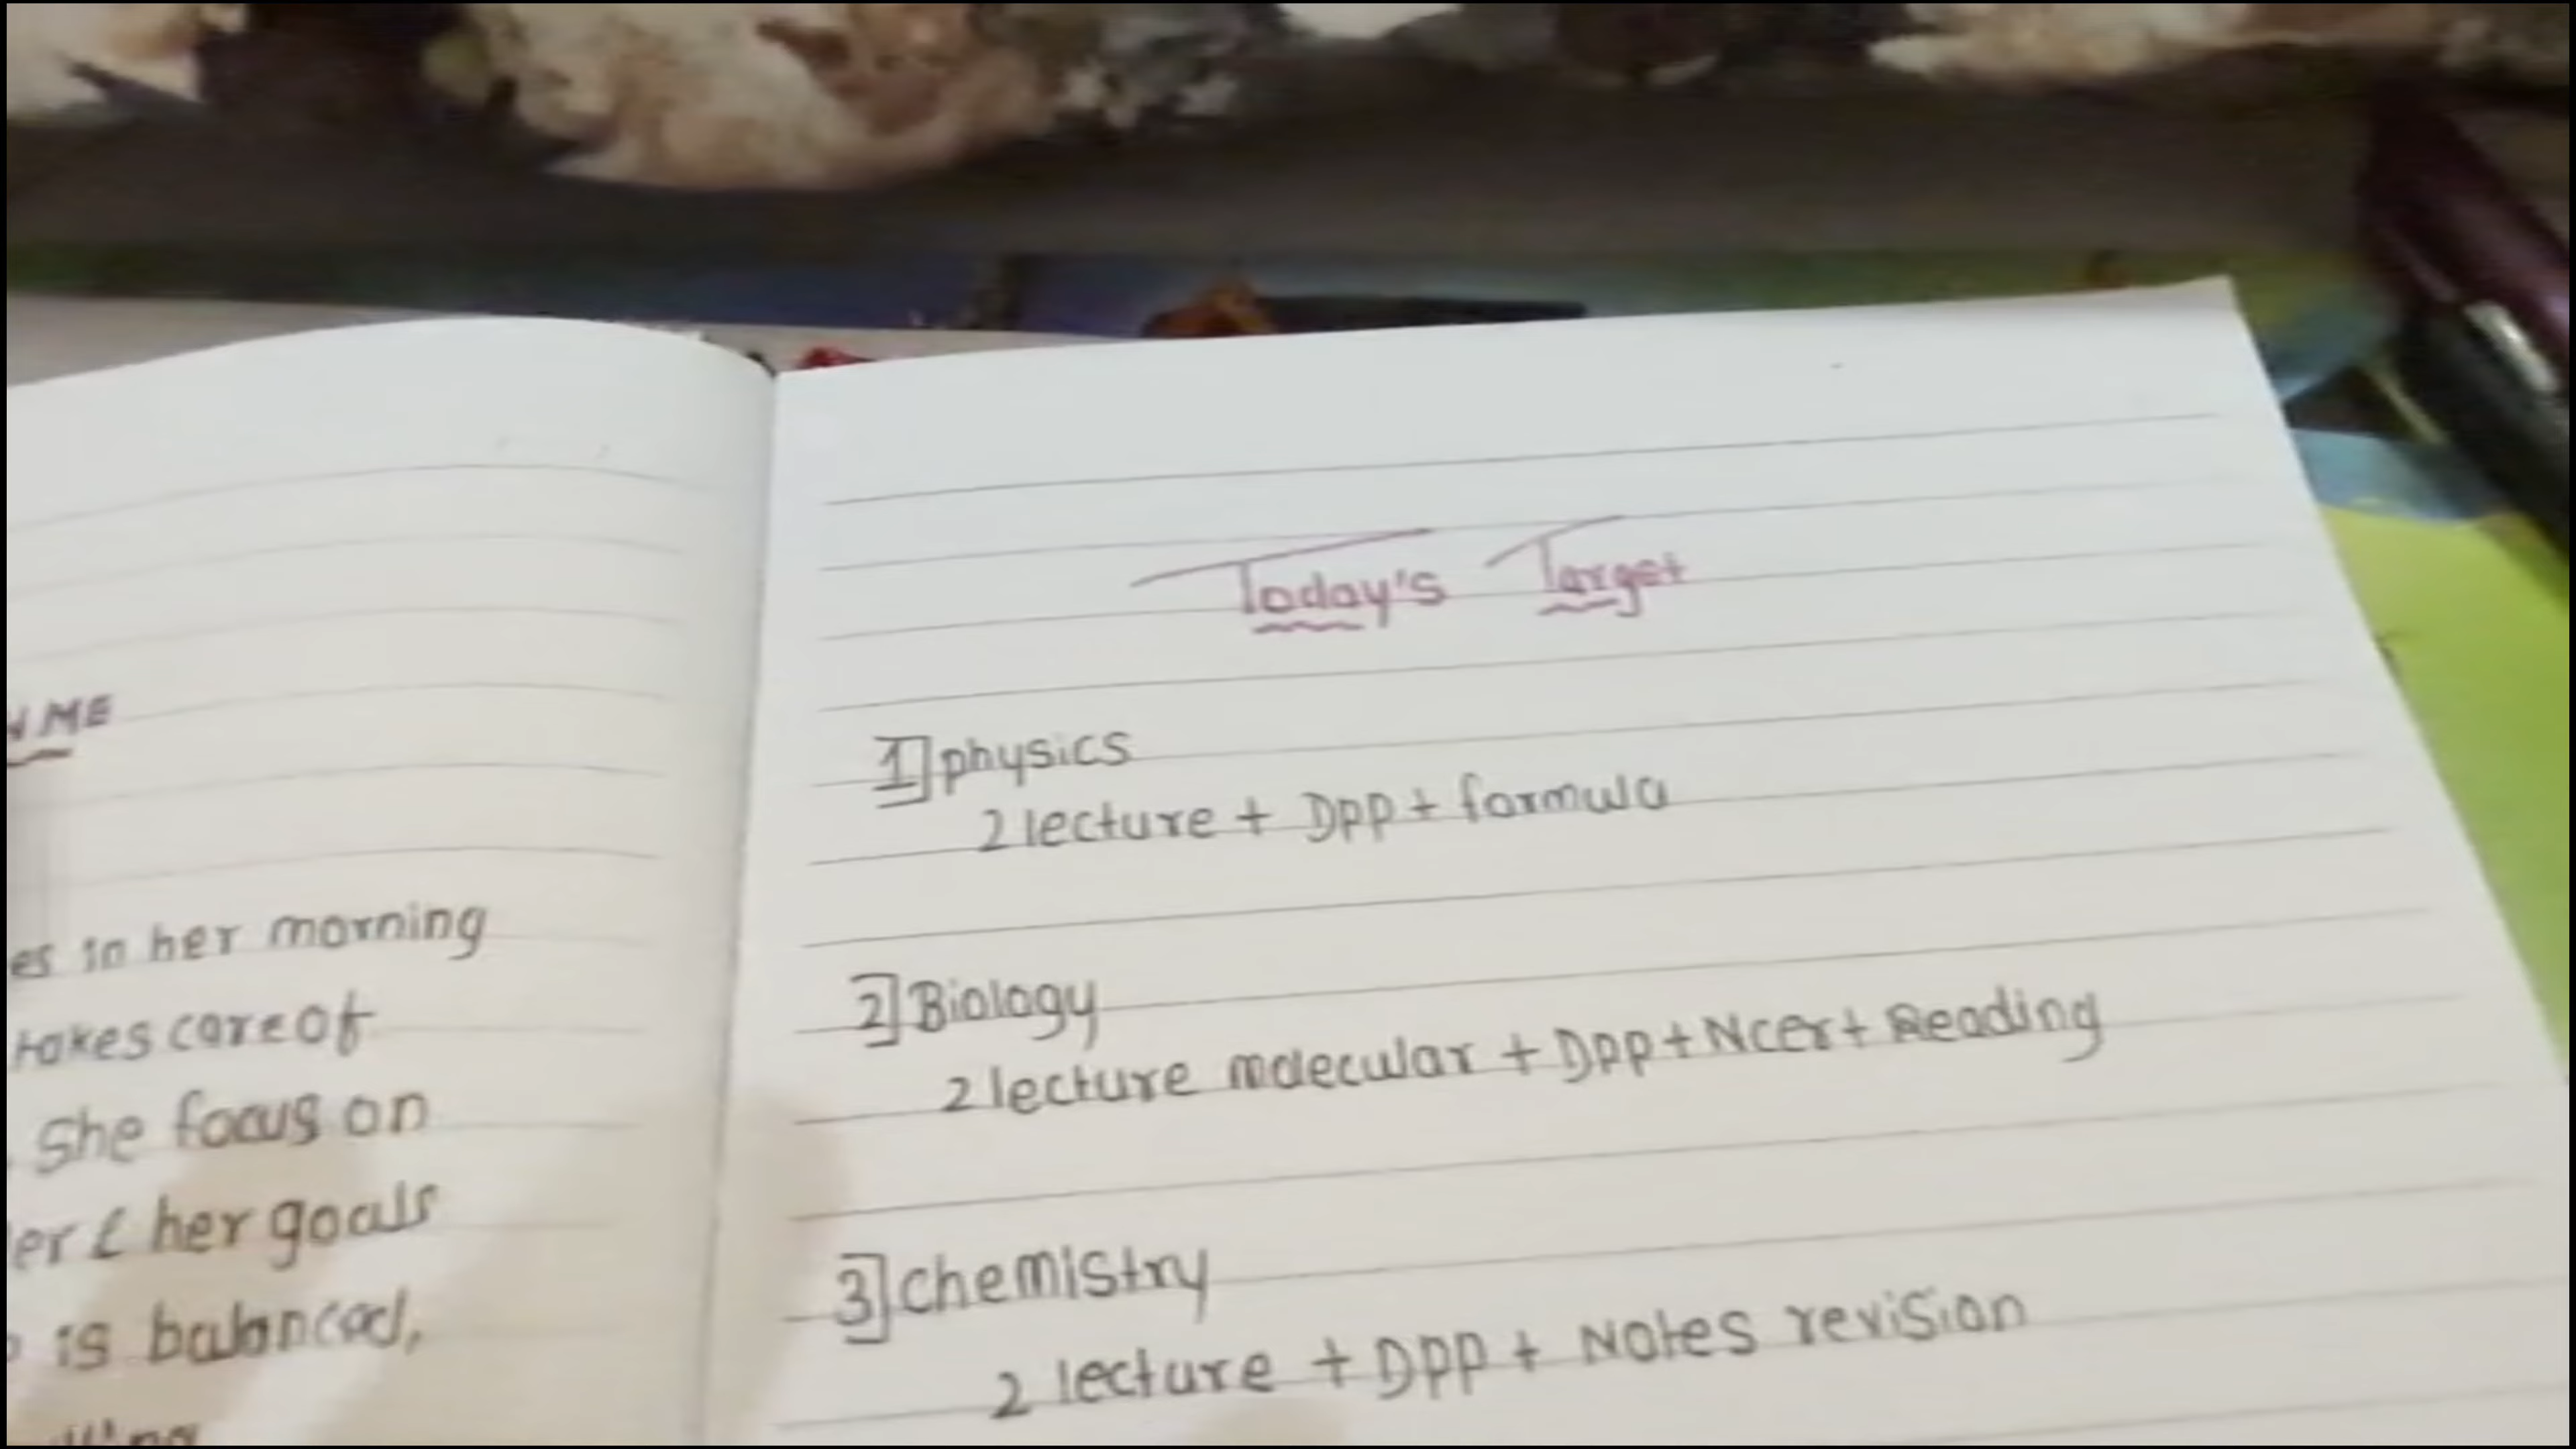 ME
es in her morning
takes care of
. She focus on
er & her goals
is balanced,
Today's Target
1] physics
2 lecture + Dpp + formula
2] Biology
2 lecture molecular + Dpp + Ncert Reading
3] chemistry
2 lecture + Dpp + Notes revision